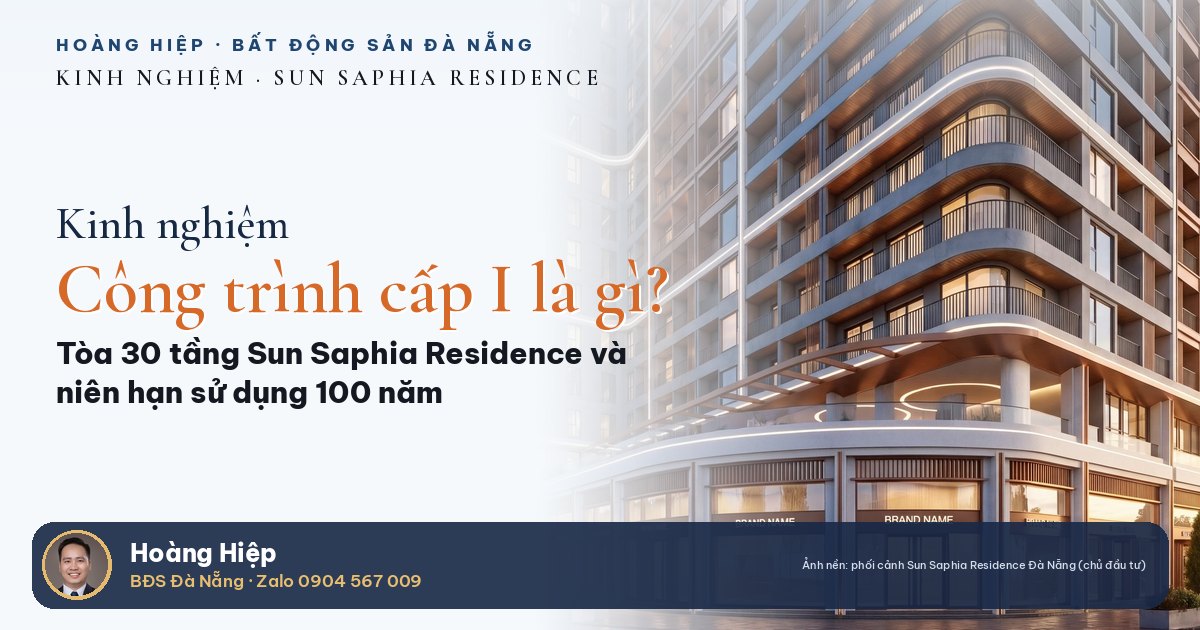 HOÀNG HIỆP · BẤT ĐỘNG SẢN ĐÀ NẴNG
KINH NGHIỆM · SUN SAPHIA RESIDENCE
Kinh nghiệm
Công trình cấp I là gì?
Tòa 30 tầng Sun Saphia Residence và
niên hạn sử dụng 100 năm
BRAND NAME
BRAND NAME
Hoàng Hiệp
BĐS Đà Nẵng · Zalo 0904 567 009
Ảnh nền: phối cảnh Sun Saphia Residence Đà Nẵng (chủ đầu tư)